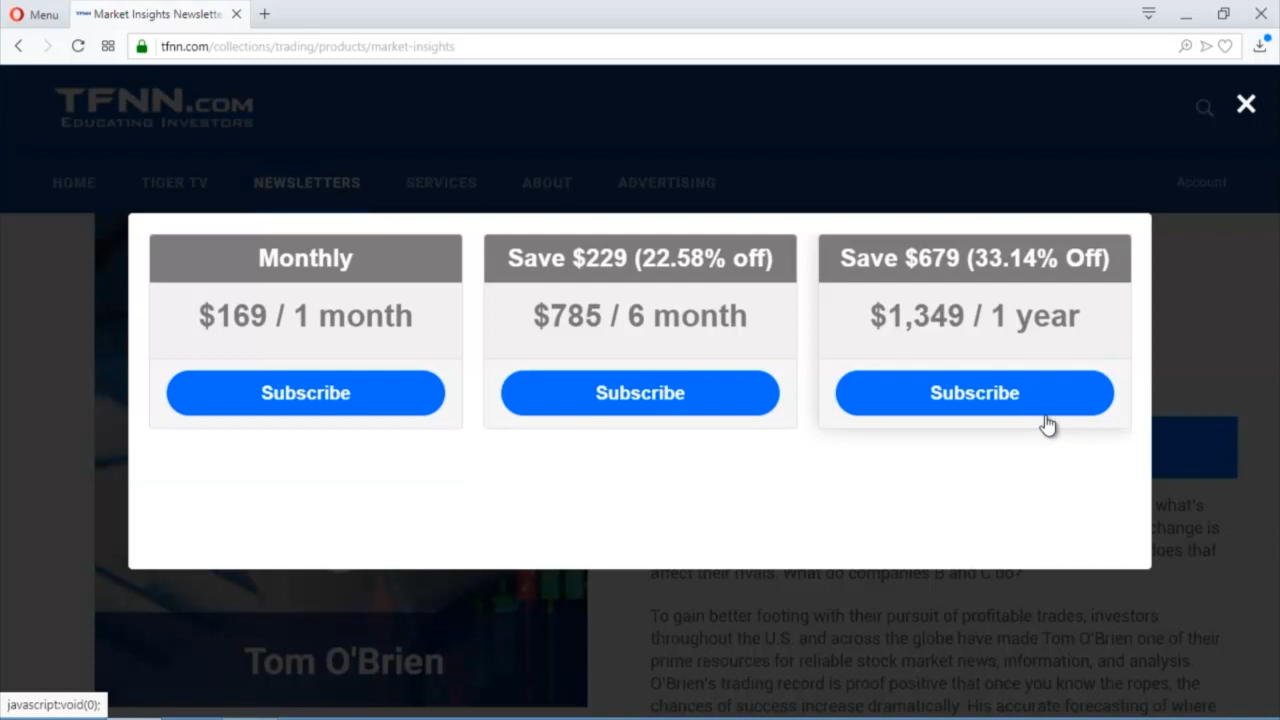 Menu
Market Insights Newslette
tfnn.com/collections/trading/products/market-insights
TFNN.COM
EDUCATING INVESTORS
HOME
TIGER TV
NEWSLETTERS
SERVICES
ABOUT
ADVERTISING
Account
Monthly
$169 / 1 month
Subscribe
Save $229 (22.58% off)
$785 / 6 month
Subscribe
Save $679 (33.14% Off)
$1,349 / 1 year
Subscribe
what's
change is
does that
affect their rivals. What do companies B and C do?
To gain better footing with their pursuit of profitable trades, investors
throughout the U.S. and across the globe have made Tom O'Brien one of their
prime resources for reliable stock market news, information, and analysis.
O'Brien's trading record is proof positive that once you know the ropes, the
chances of success increase dramatically. His accurate forecasting of where
Tom O'Brien
javascript:void(0);